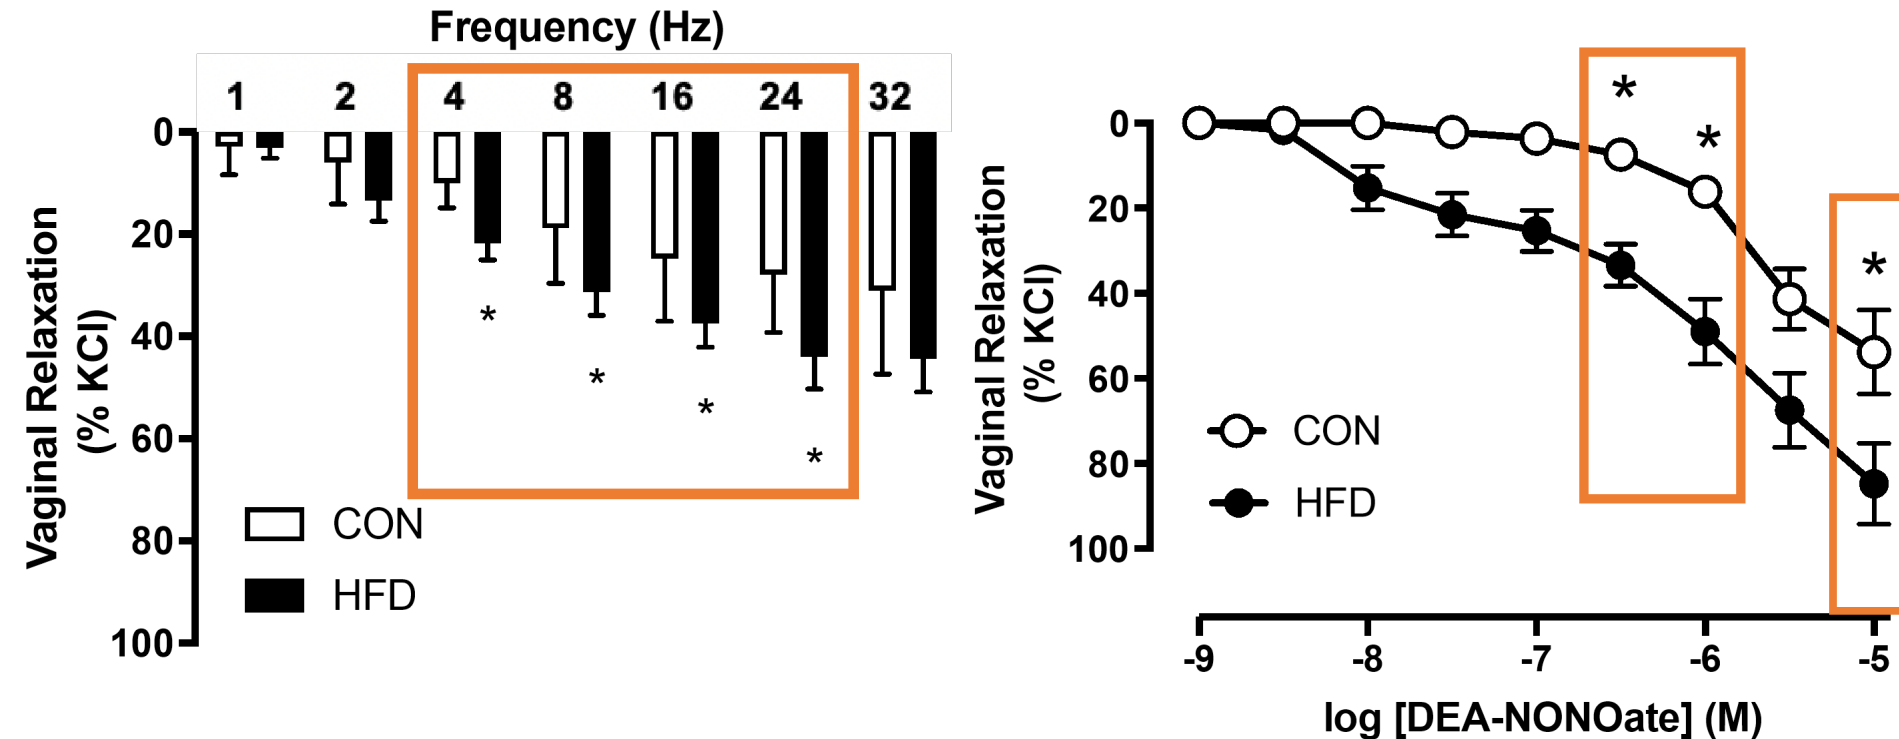 Frequency (Hz)
1 2 4 8 16 24 32
0
20
40
60
80
100
Vaginal Relaxation
(% KCl)
* * * *
CON
HFD
0
20
40
60
80
100
Vaginal Relaxation
(% KCl)
* * *
CON
HFD
-9 -8 -7 -6 -5
log [DEA-NONOate] (M)